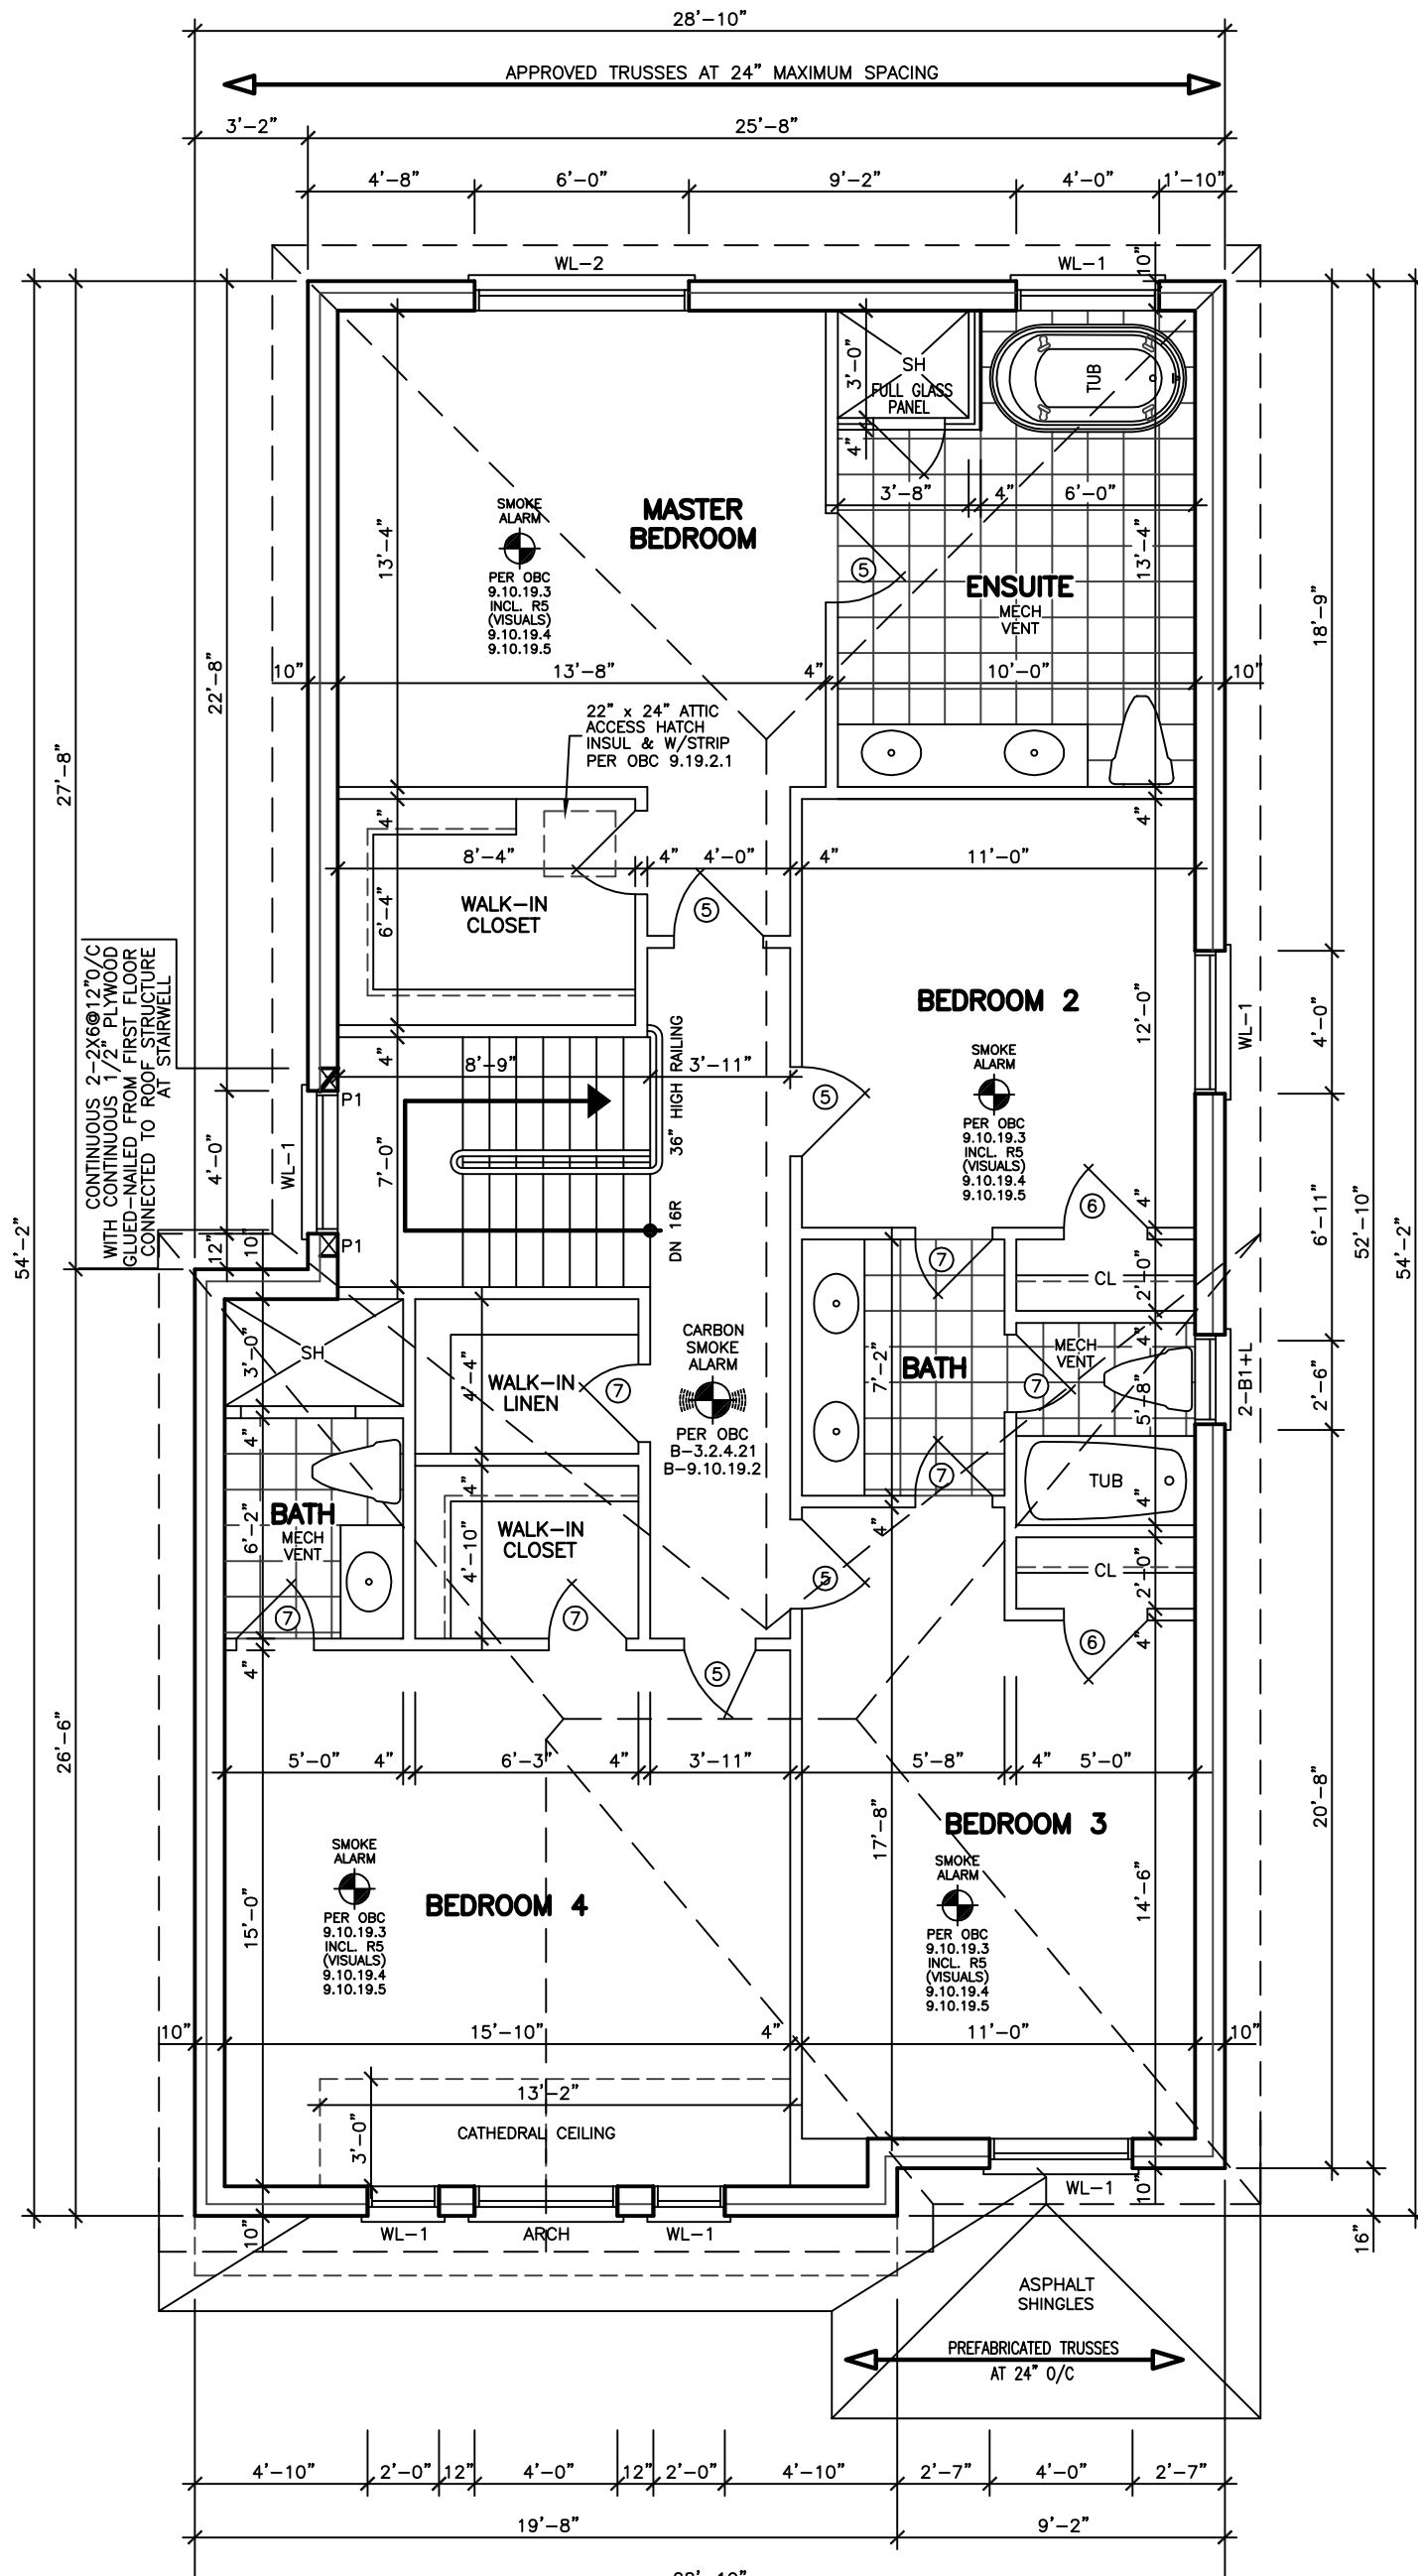 28'-10"
APPROVED TRUSSES AT 24" MAXIMUM SPACING
3'-2" 25'-8"
4'-8" 6'-0" 9'-2" 4'-0" 1'-10"
WL-2 WL-1 10"
SH
FULL GLASS
PANEL
3'-0"
4"
TUB
3'-8" 4" 6'-0"
MASTER
BEDROOM
SMOKE
ALARM
PER OBC
9.10.19.3
INCL. R5
(VISUALS)
9.10.19.4
9.10.19.5
13'-4"
13'-4"
5
ENSUITE
MECH
VENT
10" 13'-8" 4" 10'-0" 10"
22" x 24" ATTIC
ACCESS HATCH
INSUL & W/STRIP
PER OBC 9.19.2.1
22'-8"
27'-8"
54'-2"
18'-9"
4"
4"
8'-4" 4" 4'-0" 4" 11'-0"
WALK-IN
CLOSET
6'-4"
5
BEDROOM 2
12'-0"
SMOKE
ALARM
PER OBC
9.10.19.3
INCL. R5
(VISUALS)
9.10.19.4
9.10.19.5
WL-1
4'-0"
CONTINUOUS 2-2X6@12"O/C
WITH CONTINUOUS 1/2" PLYWOOD
GLUED-NAILED FROM FIRST FLOOR
CONNECTED TO ROOF STRUCTURE
AT STAIRWELL
P1
P1
WL-1
4'-0"
12"
10"
4"
8'-9" 3'-11"
36" HIGH RAILING
7'-0"
DN 16R
5
6
4"
7
CL
2'-0"
4"
6'-11"
52'-10"
54'-2"
SH
3'-0"
4"
WALK-IN
LINEN
4'-4"
7
CARBON
SMOKE
ALARM
PER OBC
B-3.2.4.21
B-9.10.19.2
BATH
7'-2"
MECH
VENT
7
5'-8"
2-B1+L
2'-6"
7
TUB
4"
4"
BATH
MECH
VENT
6'-2"
7
4"
4"
WALK-IN
CLOSET
4'-10"
7
5
CL
2'-0"
4"
6
5
26'-6"
5'-0" 4" 6'-3" 4" 3'-11" 5'-8" 4" 5'-0"
17'-8"
BEDROOM 3
SMOKE
ALARM
PER OBC
9.10.19.3
INCL. R5
(VISUALS)
9.10.19.4
9.10.19.5
14'-6"
20'-8"
BEDROOM 4
SMOKE
ALARM
PER OBC
9.10.19.3
INCL. R5
(VISUALS)
9.10.19.4
9.10.19.5
15'-0"
10" 15'-10" 4" 11'-0" 10"
13'-2"
3'-0"
CATHEDRAL CEILING
WL-1 ARCH WL-1
10"
WL-1
10"
16"
ASPHALT
SHINGLES
PREFABRICATED TRUSSES
AT 24" O/C
4'-10" 2'-0" 12" 4'-0" 12" 2'-0" 4'-10" 2'-7" 4'-0" 2'-7"
19'-8" 9'-2"